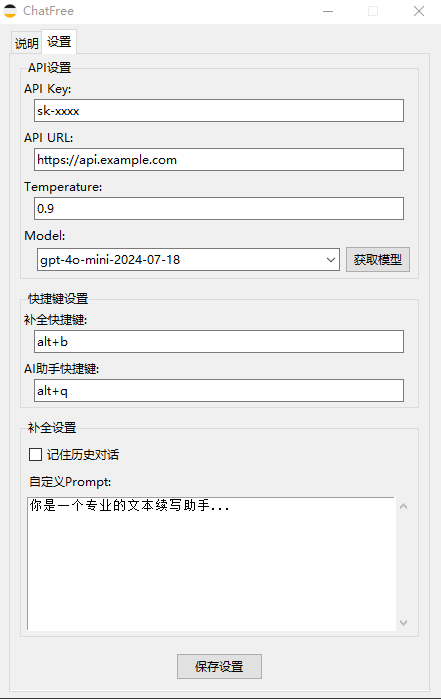 ChatFree
说明 设置
API设置
API Key:
sk-xxxx
API URL:
https://api.example.com
Temperature:
0.9
Model:
gpt-4o-mini-2024-07-18 获取模型
快捷键设置
补全快捷键:
alt+b
AI助手快捷键:
alt+q
补全设置
记住历史对话
自定义Prompt:
你是一个专业的文本续写助手...
保存设置